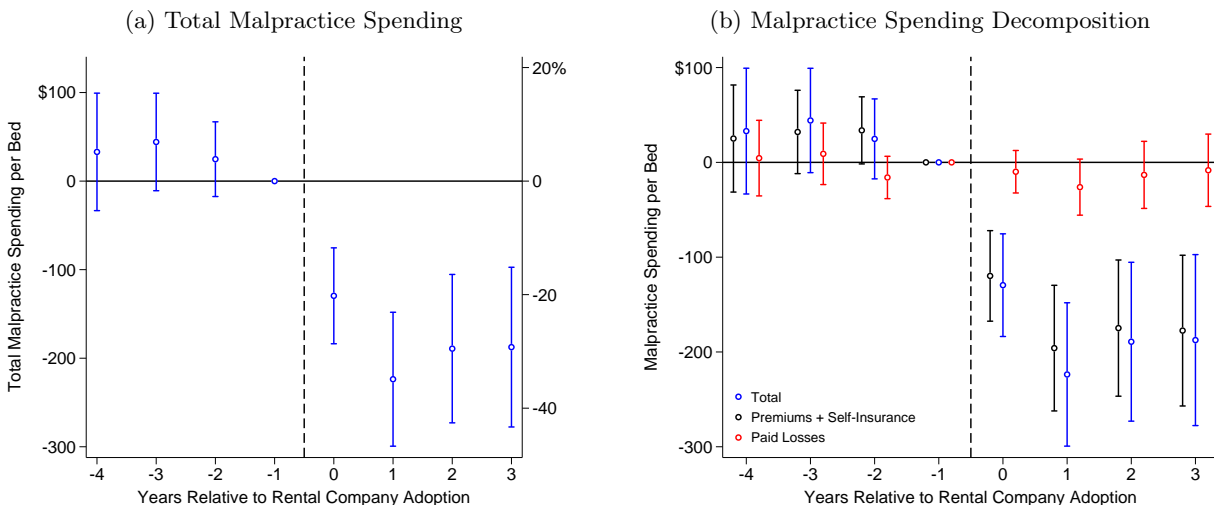 (a) Total Malpractice Spending
Total Malpractice Spending per Bed
$100
0
-100
-200
-300
20%
0
-20
-40
-4 -3 -2 -1 0 1 2 3
Years Relative to Rental Company Adoption
(b) Malpractice Spending Decomposition
Malpractice Spending per Bed
$100
0
-100
-200
-300
Total
Premiums + Self-Insurance
Paid Losses
-4 -3 -2 -1 0 1 2 3
Years Relative to Rental Company Adoption